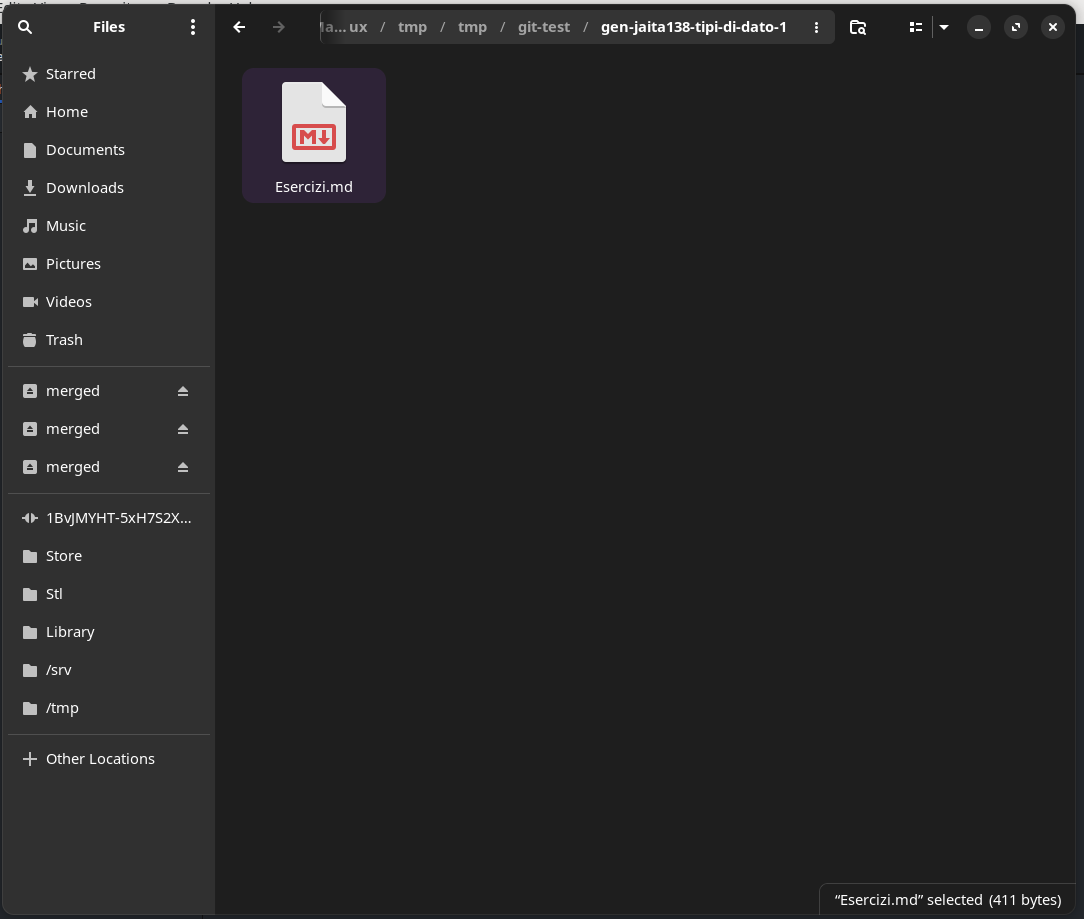 Files
…ux / tmp / tmp / git-test / gen-jaita138-tipi-di-dato-1
Starred
Home
Documents
Downloads
Music
Pictures
Videos
Trash
merged
merged
merged
1BvJMYHT-5xH7S2X...
Store
Stl
Library
/srv
/tmp
Other Locations
M
Esercizi.md
“Esercizi.md” selected (411 bytes)